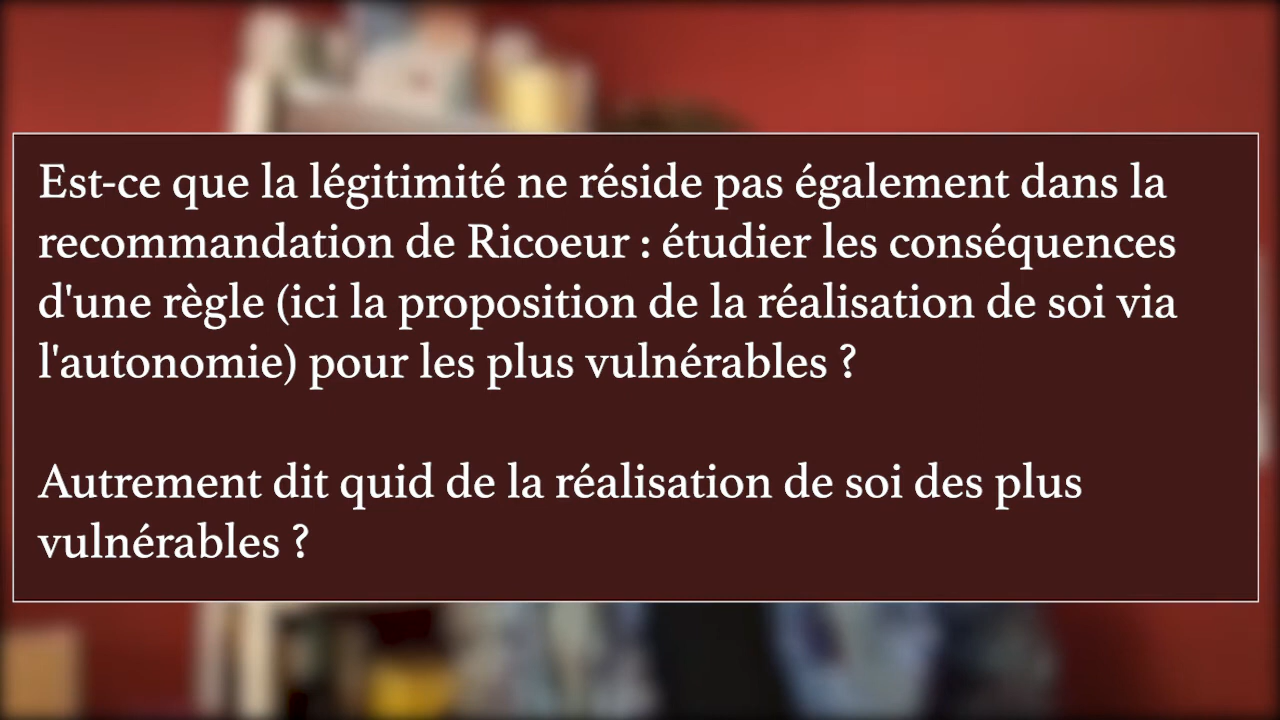 Est-ce que la légitimité ne réside pas également dans la
recommandation de Ricoeur : étudier les conséquences
d'une règle (ici la proposition de la réalisation de soi via
l'autonomie) pour les plus vulnérables ?
Autrement dit quid de la réalisation de soi des plus
vulnérables ?